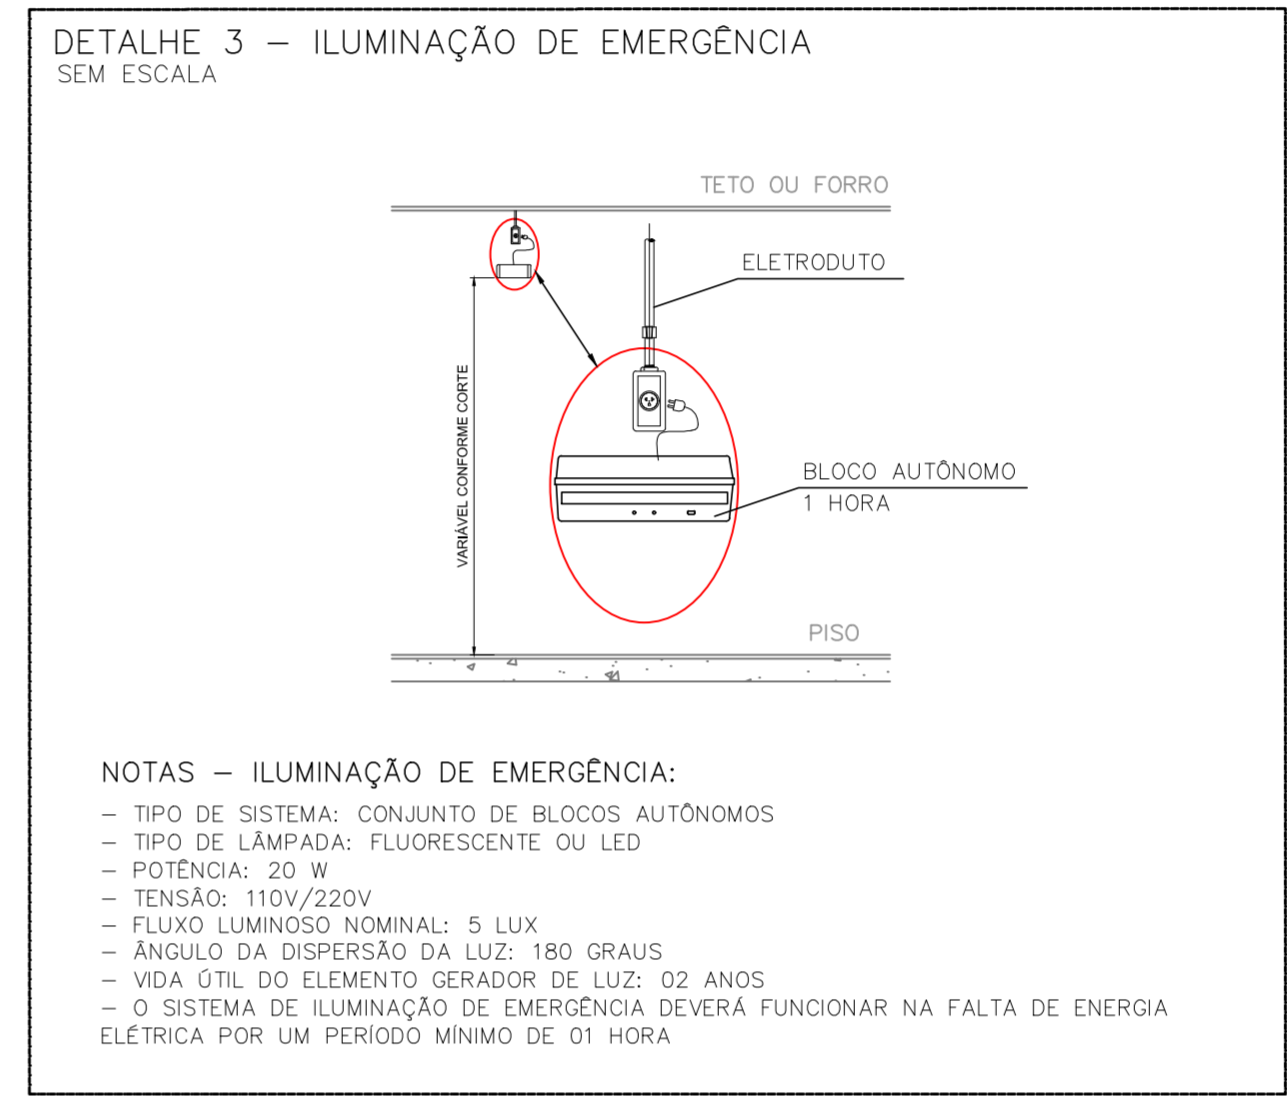 DETALHE 3 – ILUMINAÇÃO DE EMERGÊNCIA
SEM ESCALA
TETO OU FORRO
ELETRODUTO
VARIÁVEL CONFORME CORTE
BLOCO AUTÔNOMO
1 HORA
PISO
NOTAS – ILUMINAÇÃO DE EMERGÊNCIA:
– TIPO DE SISTEMA: CONJUNTO DE BLOCOS AUTÔNOMOS
– TIPO DE LÂMPADA: FLUORESCENTE OU LED
– POTÊNCIA: 20 W
– TENSÂO: 110V/220V
– FLUXO LUMINOSO NOMINAL: 5 LUX
– ÂNGULO DA DISPERSÃO DA LUZ: 180 GRAUS
– VIDA ÚTIL DO ELEMENTO GERADOR DE LUZ: 02 ANOS
– O SISTEMA DE ILUMINAÇÃO DE EMERGÊNCIA DEVERÁ FUNCIONAR NA FALTA DE ENERGIA
ELÉTRICA POR UM PERÍODO MÍNIMO DE 01 HORA